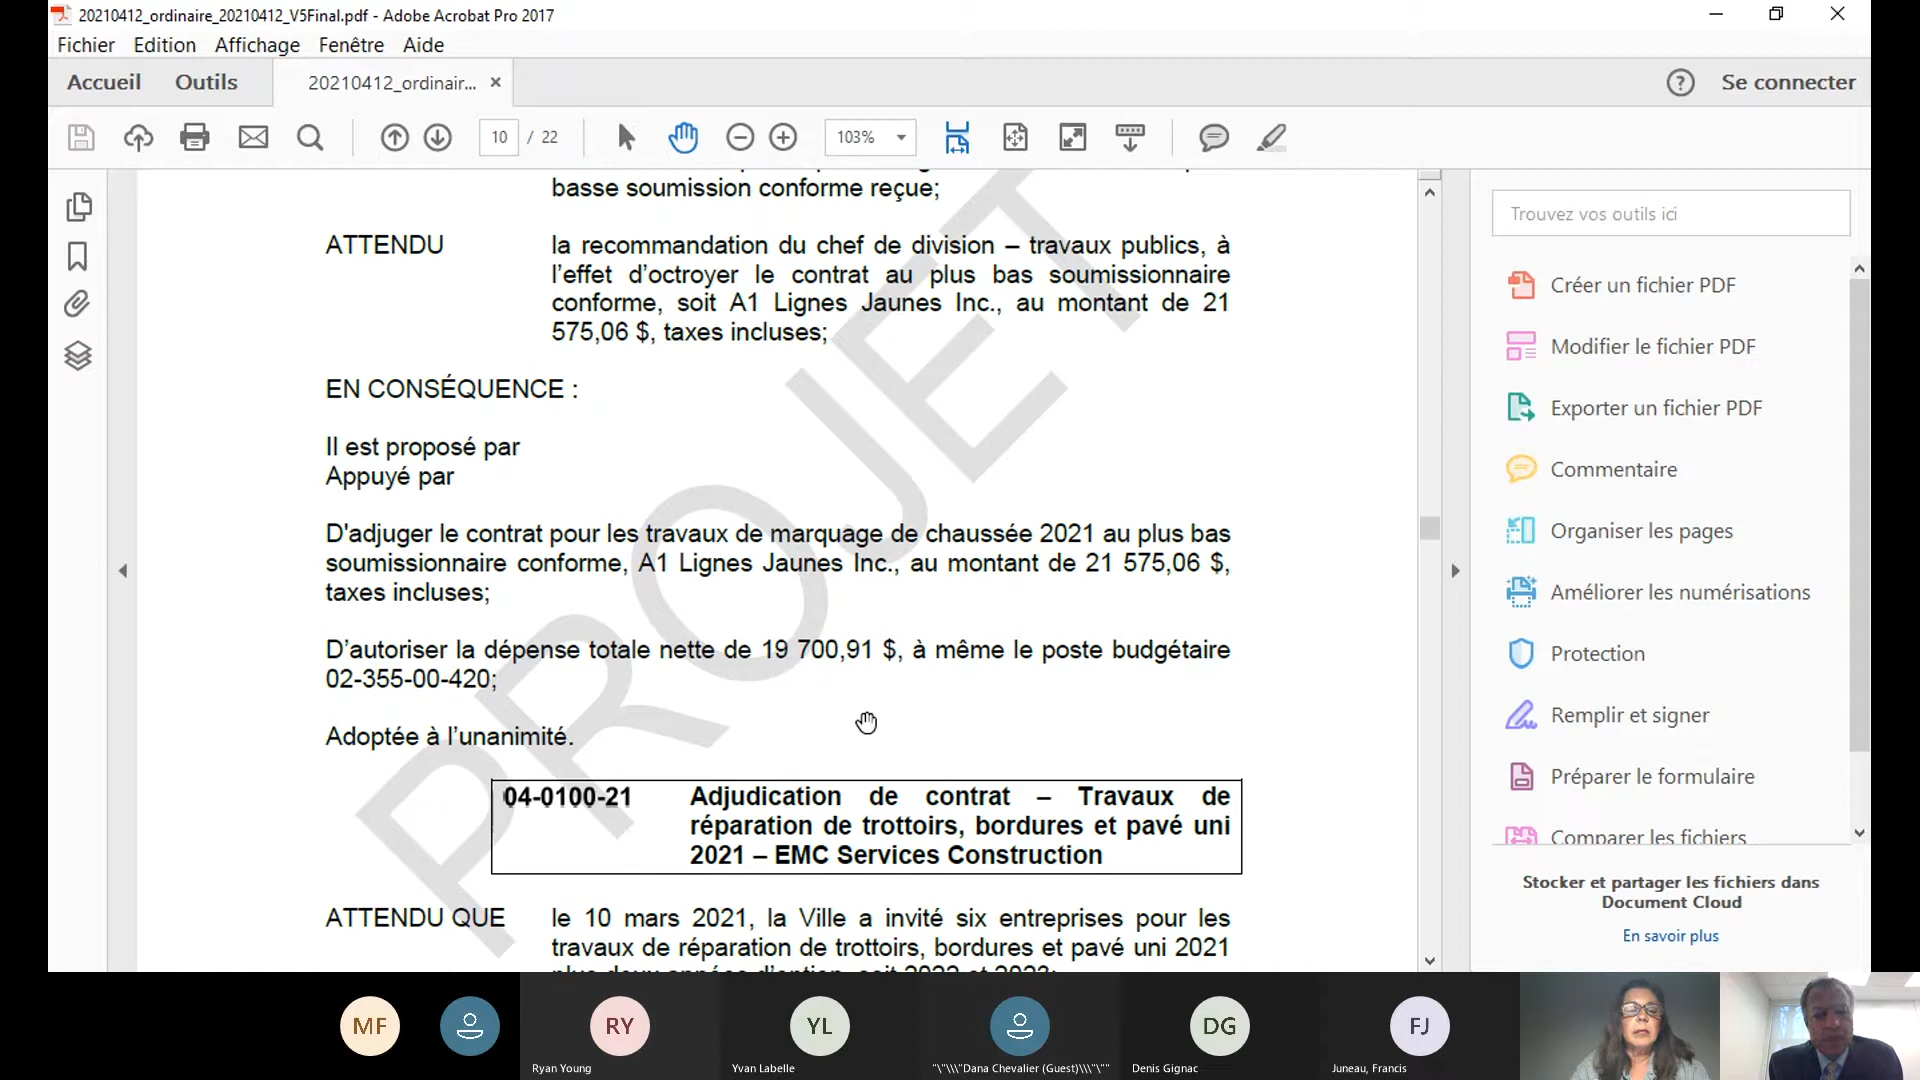 20210412_ordinaire_20210412_V5Final.pdf - Adobe Acrobat Pro 2017
Fichier Edition Affichage Fenêtre Aide
Accueil Outils 20210412_ordinair... × ? Se connecter
10 / 22 103%
basse soumission conforme reçue;
ATTENDU la recommandation du chef de division – travaux publics, à
l'effet d'octroyer le contrat au plus bas soumissionnaire
conforme, soit A1 Lignes Jaunes Inc., au montant de 21
575,06 $, taxes incluses;
EN CONSÉQUENCE :
Il est proposé par
Appuyé par
D'adjuger le contrat pour les travaux de marquage de chaussée 2021 au plus bas
soumissionnaire conforme, A1 Lignes Jaunes Inc., au montant de 21 575,06 $,
taxes incluses;
D'autoriser la dépense totale nette de 19 700,91 $, à même le poste budgétaire
02-355-00-420;
Adoptée à l'unanimité.
04-0100-21 Adjudication de contrat – Travaux de
réparation de trottoirs, bordures et pavé uni
2021 – EMC Services Construction
ATTENDU QUE le 10 mars 2021, la Ville a invité six entreprises pour les
travaux de réparation de trottoirs, bordures et pavé uni 2021
plus deux années d'option, soit 2022 et 2023;
PROJET
Trouvez vos outils ici
Créer un fichier PDF
Modifier le fichier PDF
Exporter un fichier PDF
Commentaire
Organiser les pages
Améliorer les numérisations
Protection
Remplir et signer
Préparer le formulaire
Comparer les fichiers
Stocker et partager les fichiers dans
Document Cloud
En savoir plus
MF RY YL DG FJ
Ryan Young Yvan Labelle "\"\\\"Dana Chevalier (Guest)\\\"\"" Denis Gignac Juneau, Francis